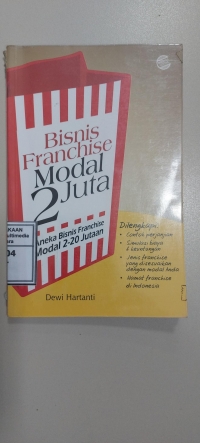 Bisnis
Franchise
Modal
2 Juta
Aneka Bisnis Franchise
Modal 2-20 Jutaan
Dilengkapi:
• Contoh perjanjian
• Simulasi biaya
& keuntungan
• Jenis franchise
yang disesuaikan
dengan modal Anda
• Alamat franchise
di Indonesia
Dewi Hartanti